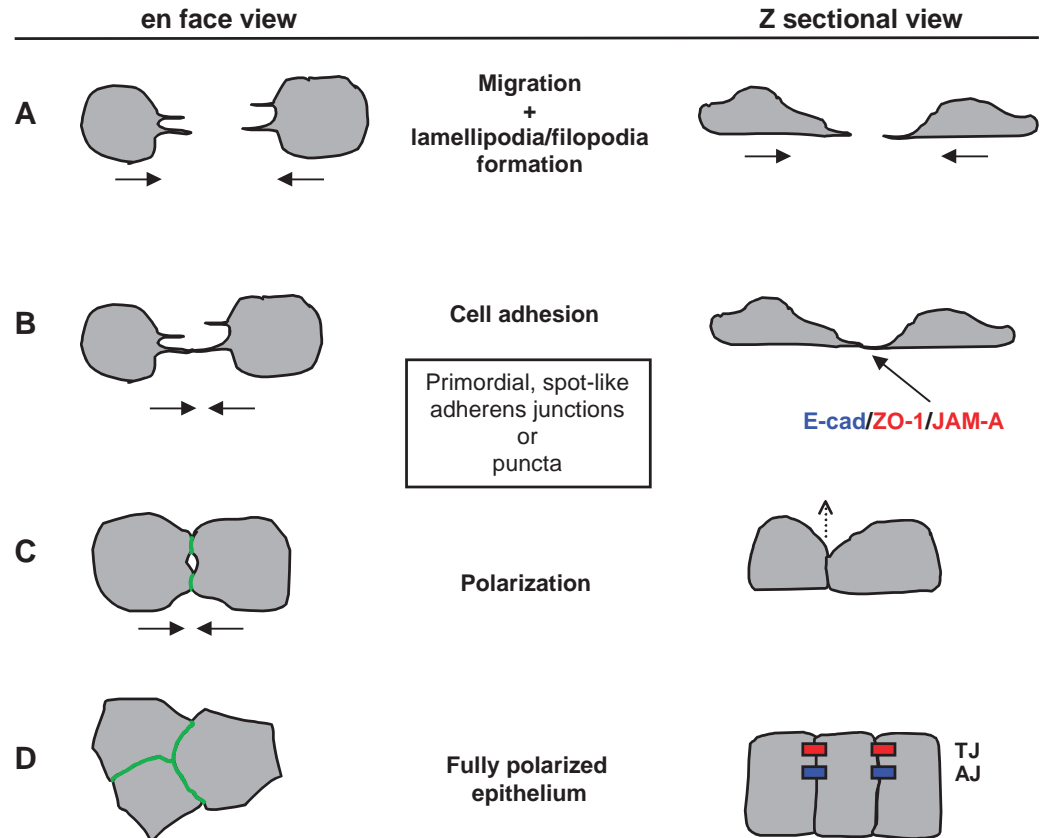 en face view
Z sectional view
A
Migration
+
lamellipodia/filopodia
formation
B
Cell adhesion
Primordial, spot-like
adherens junctions
or
puncta
E-cad/ZO-1/JAM-A
C
Polarization
D
Fully polarized
epithelium
TJ
AJ